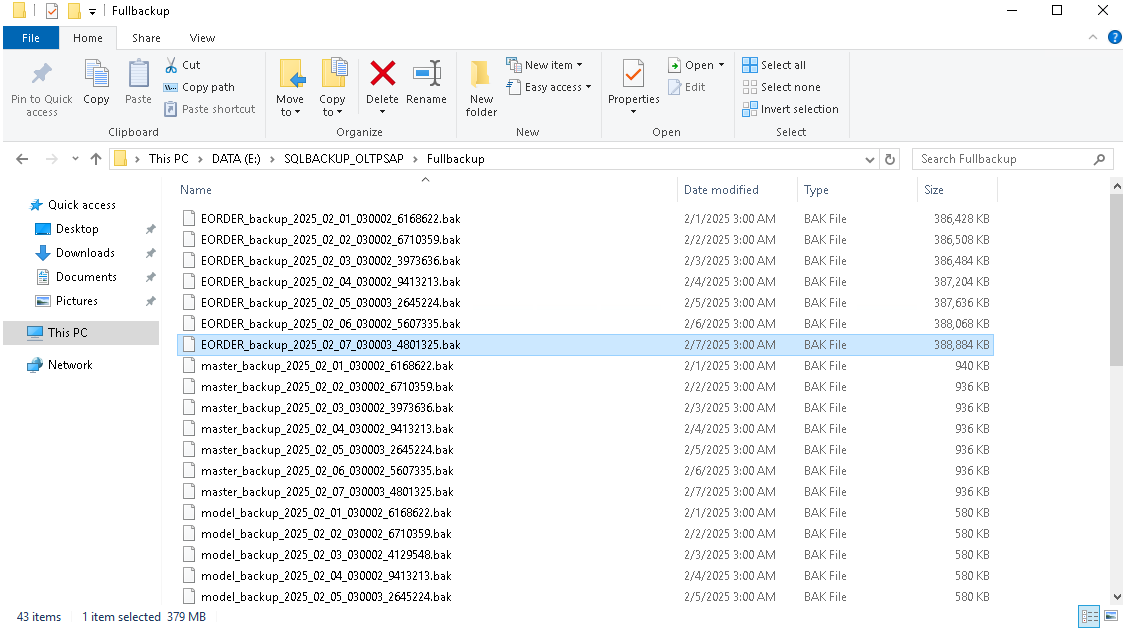 Fullbackup
File Home Share View
Pin to Quick access
Copy
Paste
Cut
Copy path
Paste shortcut
Clipboard
Move to
Copy to
Delete
Rename
Organize
New folder
New item
Easy access
New
Properties
Open
Edit
Open
Select all
Select none
Invert selection
Select
This PC > DATA (E:) > SQLBACKUP_OLTPSAP > Fullbackup
Search Fullbackup
Quick access
Desktop
Downloads
Documents
Pictures
This PC
Network
Name Date modified Type Size
EORDER_backup_2025_02_01_030002_6168622.bak 2/1/2025 3:00 AM BAK File 386,428 KB
EORDER_backup_2025_02_02_030002_6710359.bak 2/2/2025 3:00 AM BAK File 386,508 KB
EORDER_backup_2025_02_03_030002_3973636.bak 2/3/2025 3:00 AM BAK File 386,484 KB
EORDER_backup_2025_02_04_030002_9413213.bak 2/4/2025 3:00 AM BAK File 387,204 KB
EORDER_backup_2025_02_05_030003_2645224.bak 2/5/2025 3:00 AM BAK File 387,636 KB
EORDER_backup_2025_02_06_030002_5607335.bak 2/6/2025 3:00 AM BAK File 388,068 KB
EORDER_backup_2025_02_07_030003_4801325.bak 2/7/2025 3:00 AM BAK File 388,884 KB
master_backup_2025_02_01_030002_6168622.bak 2/1/2025 3:00 AM BAK File 940 KB
master_backup_2025_02_02_030002_6710359.bak 2/2/2025 3:00 AM BAK File 936 KB
master_backup_2025_02_03_030002_3973636.bak 2/3/2025 3:00 AM BAK File 936 KB
master_backup_2025_02_04_030002_9413213.bak 2/4/2025 3:00 AM BAK File 936 KB
master_backup_2025_02_05_030003_2645224.bak 2/5/2025 3:00 AM BAK File 936 KB
master_backup_2025_02_06_030002_5607335.bak 2/6/2025 3:00 AM BAK File 936 KB
master_backup_2025_02_07_030003_4801325.bak 2/7/2025 3:00 AM BAK File 936 KB
model_backup_2025_02_01_030002_6168622.bak 2/1/2025 3:00 AM BAK File 580 KB
model_backup_2025_02_02_030002_6710359.bak 2/2/2025 3:00 AM BAK File 580 KB
model_backup_2025_02_03_030002_4129548.bak 2/3/2025 3:00 AM BAK File 580 KB
model_backup_2025_02_04_030002_9413213.bak 2/4/2025 3:00 AM BAK File 580 KB
model_backup_2025_02_05_030003_2645224.bak 2/5/2025 3:00 AM BAK File 580 KB
43 items 1 item selected 379 MB